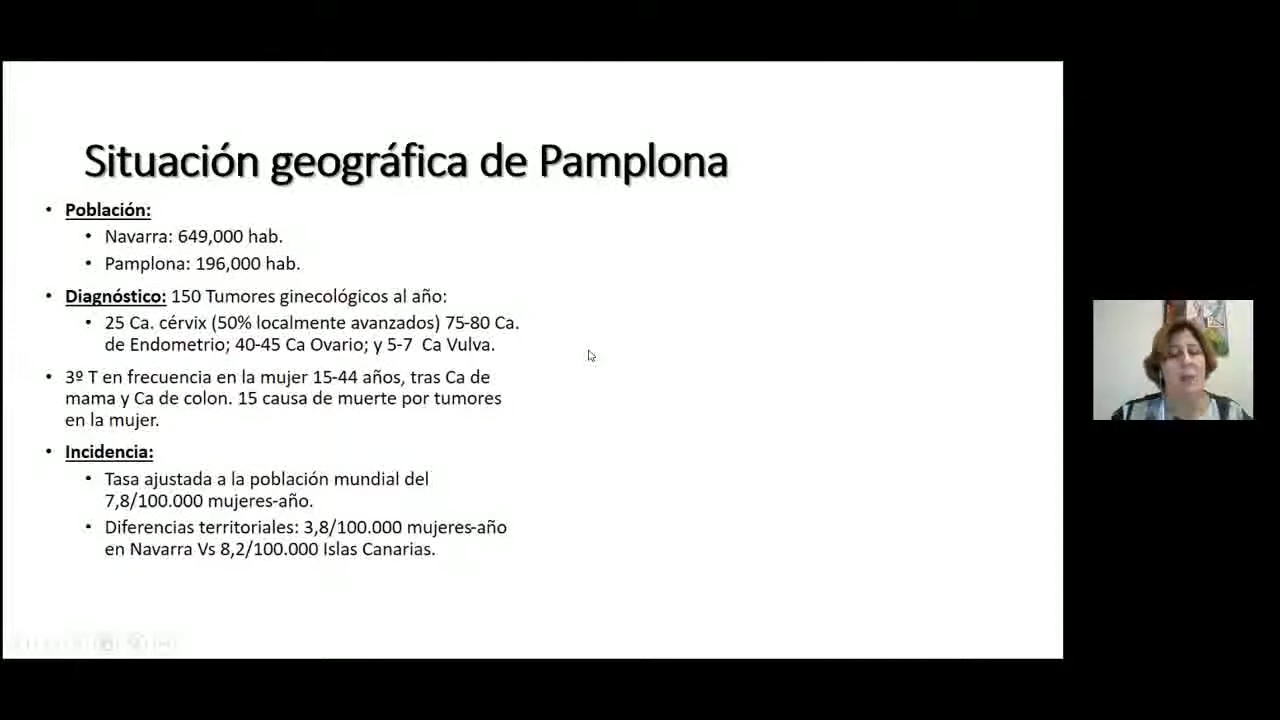 Situación geográfica de Pamplona
• Población:
• Navarra: 649,000 hab.
• Pamplona: 196,000 hab.
• Diagnóstico: 150 Tumores ginecológicos al año:
• 25 Ca. cérvix (50% localmente avanzados) 75-80 Ca.
de Endometrio; 40-45 Ca Ovario; y 5-7 Ca Vulva.
• 3º T en frecuencia en la mujer 15-44 años, tras Ca de
mama y Ca de colon. 15 causa de muerte por tumores
en la mujer.
• Incidencia:
• Tasa ajustada a la población mundial del
7,8/100.000 mujeres-año.
• Diferencias territoriales: 3,8/100.000 mujeres-año
en Navarra Vs 8,2/100.000 Islas Canarias.